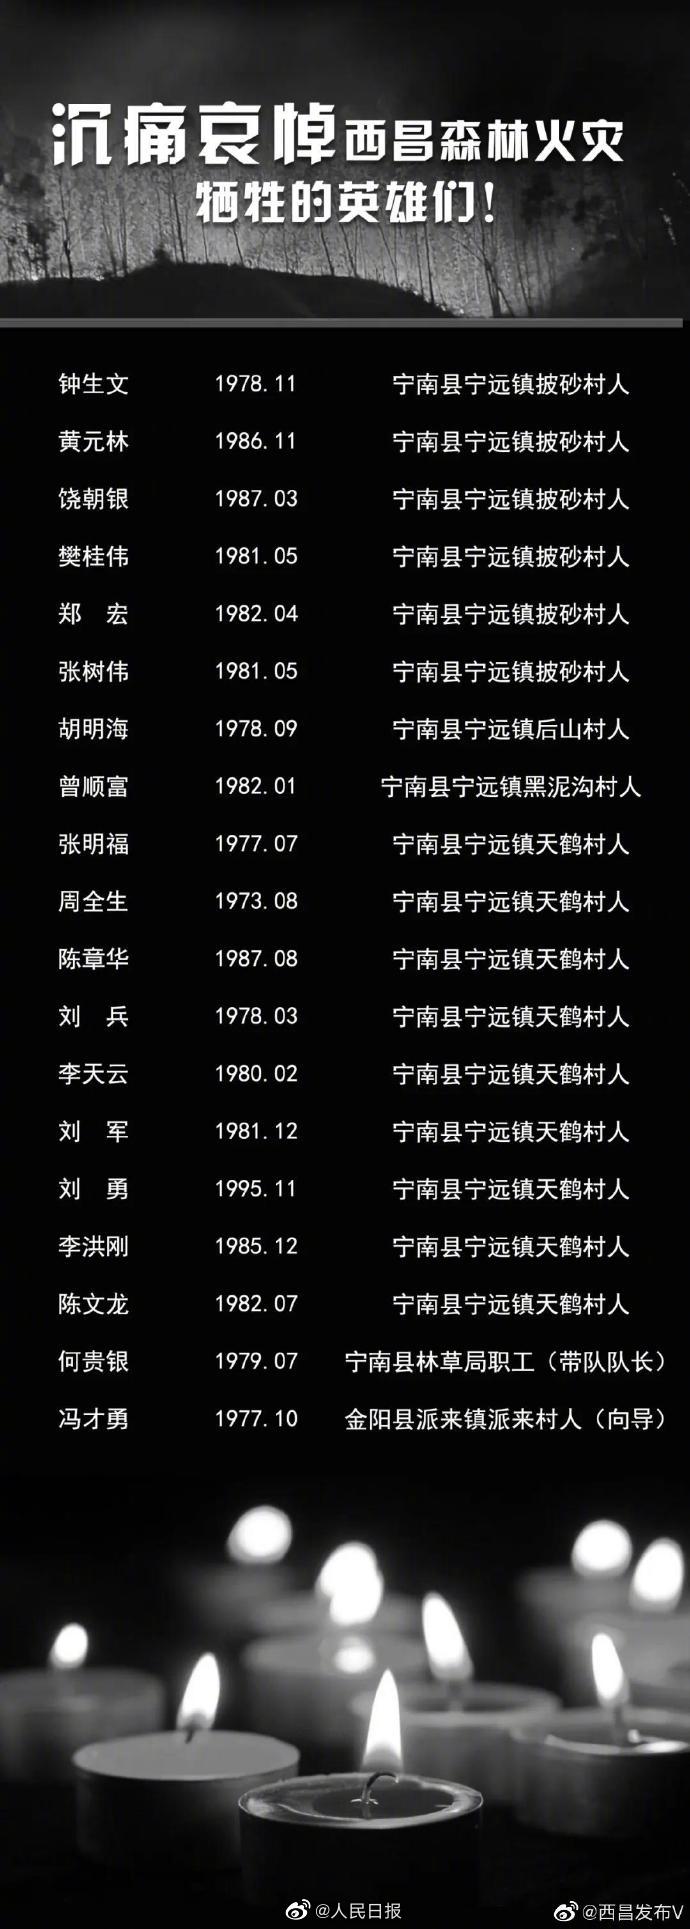 沉痛哀悼西昌森林火灾
牺牲的英雄们!
钟生文 1978.11 宁南县宁远镇披砂村人
黄元林 1986.11 宁南县宁远镇披砂村人
饶朝银 1987.03 宁南县宁远镇披砂村人
樊桂伟 1981.05 宁南县宁远镇披砂村人
郑 宏 1982.04 宁南县宁远镇披砂村人
张树伟 1981.05 宁南县宁远镇披砂村人
胡明海 1978.09 宁南县宁远镇后山村人
曾顺富 1982.01 宁南县宁远镇黑泥沟村人
张明福 1977.07 宁南县宁远镇天鹤村人
周全生 1973.08 宁南县宁远镇天鹤村人
陈章华 1987.08 宁南县宁远镇天鹤村人
刘 兵 1978.03 宁南县宁远镇天鹤村人
李天云 1980.02 宁南县宁远镇天鹤村人
刘 军 1981.12 宁南县宁远镇天鹤村人
刘 勇 1995.11 宁南县宁远镇天鹤村人
李洪刚 1985.12 宁南县宁远镇天鹤村人
陈文龙 1982.07 宁南县宁远镇天鹤村人
何贵银 1979.07 宁南县林草局职工（带队队长）
冯才勇 1977.10 金阳县派来镇派来村人（向导）
@人民日报
@西昌发布V